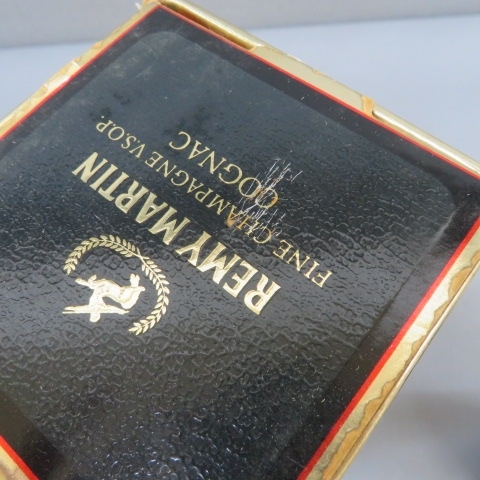 REMY MARTIN
FINE CHAMPAGNE V.S.O.P.
COGNAC